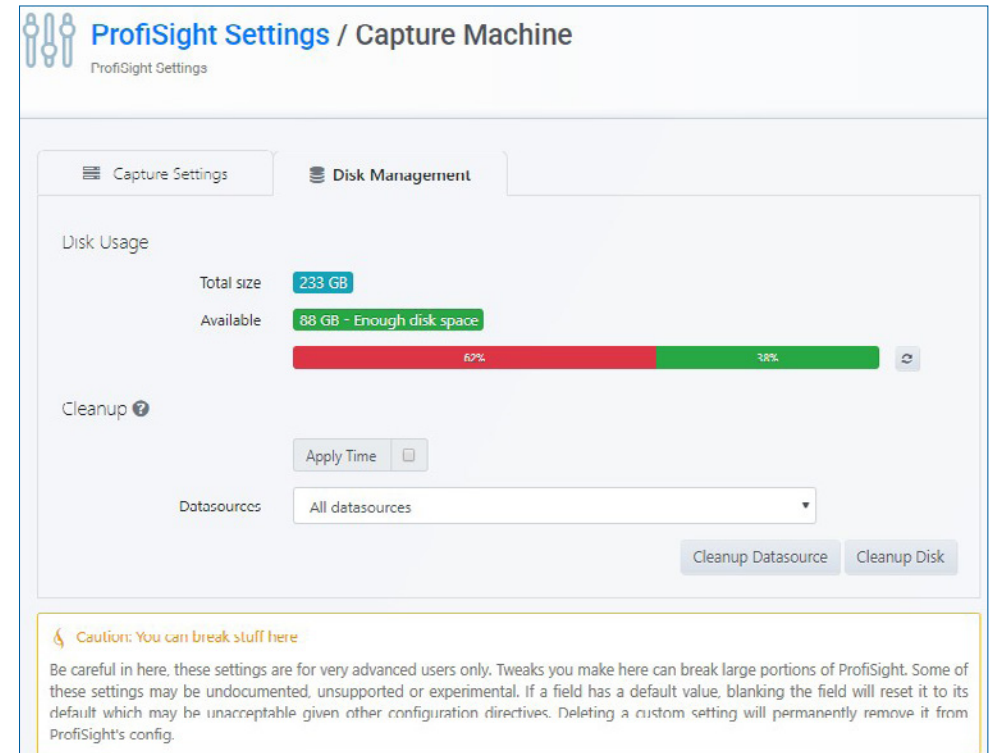 ProfiSight Settings / Capture Machine
ProfiSight Settings
Capture Settings
Disk Management
Disk Usage
Total size 233 GB
Available 88 GB - Enough disk space
62% 38%
Cleanup
Apply Time
Datasources All datasources
Cleanup Datasource Cleanup Disk
Caution: You can break stuff here
Be careful in here, these settings are for very advanced users only. Tweaks you make here can break large portions of ProfiSight. Some of
these settings may be undocumented, unsupported or experimental. If a field has a default value, blanking the field will reset it to its
default which may be unacceptable given other configuration directives. Deleting a custom setting will permanently remove it from
ProfiSight's config.